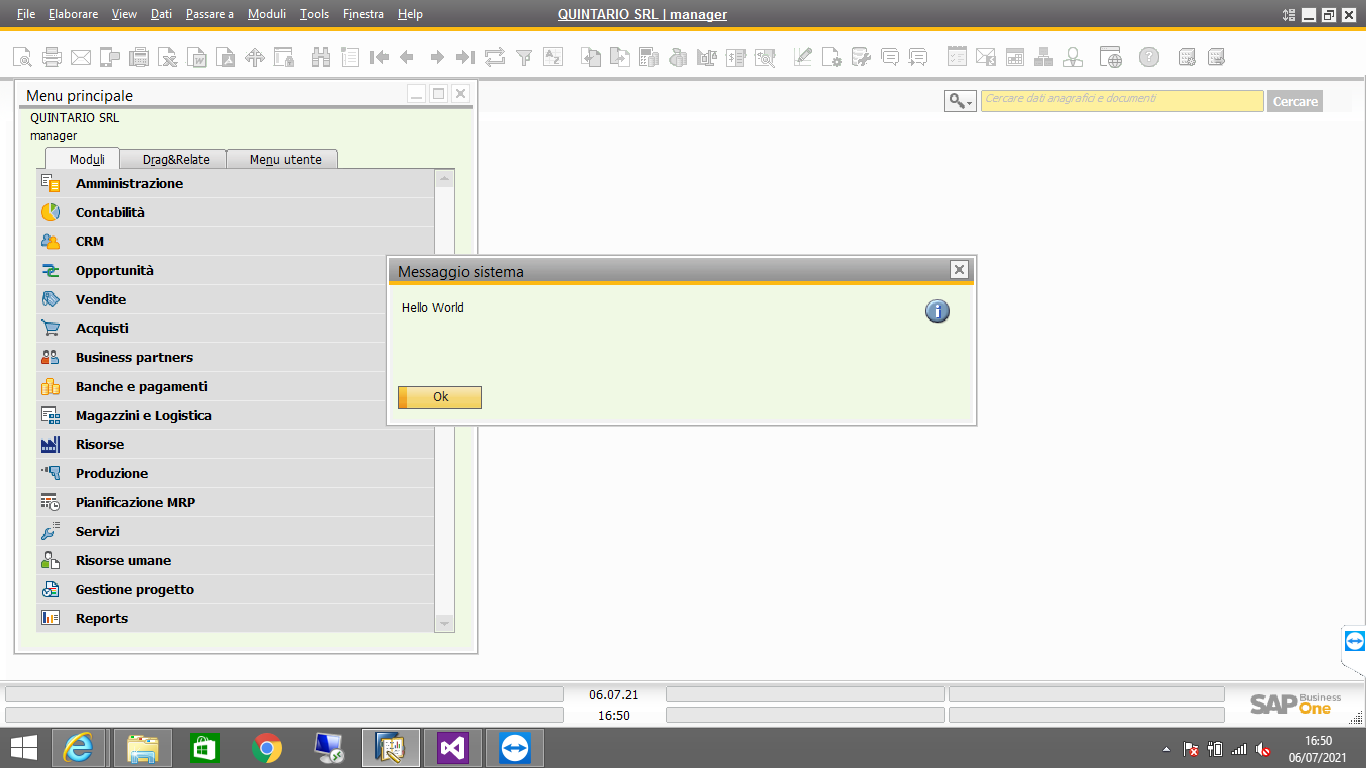 File Elaborare View Dati Passare a Moduli Tools Finestra Help
QUINTARIO SRL | manager
Cercare dati anagrafici e documenti
Cercare
Menu principale
QUINTARIO SRL
manager
Moduli Drag&Relate Menu utente
Amministrazione
Contabilità
CRM
Opportunità
Vendite
Acquisti
Business partners
Banche e pagamenti
Magazzini e Logistica
Risorse
Produzione
Pianificazione MRP
Servizi
Risorse umane
Gestione progetto
Reports
Messaggio sistema
Hello World
Ok
06.07.21
16:50
SAP Business One
16:50
06/07/2021